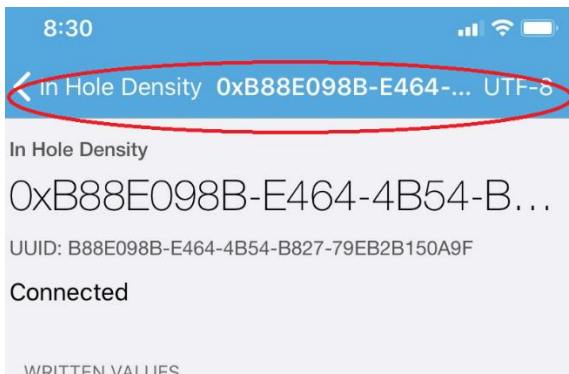 8:30
In Hole Density 0xB88E098B-E464-... UTF-8
In Hole Density
0xB88E098B-E464-4B54-B...
UUID: B88E098B-E464-4B54-B827-79EB2B150A9F
Connected
WRITTEN VALUES